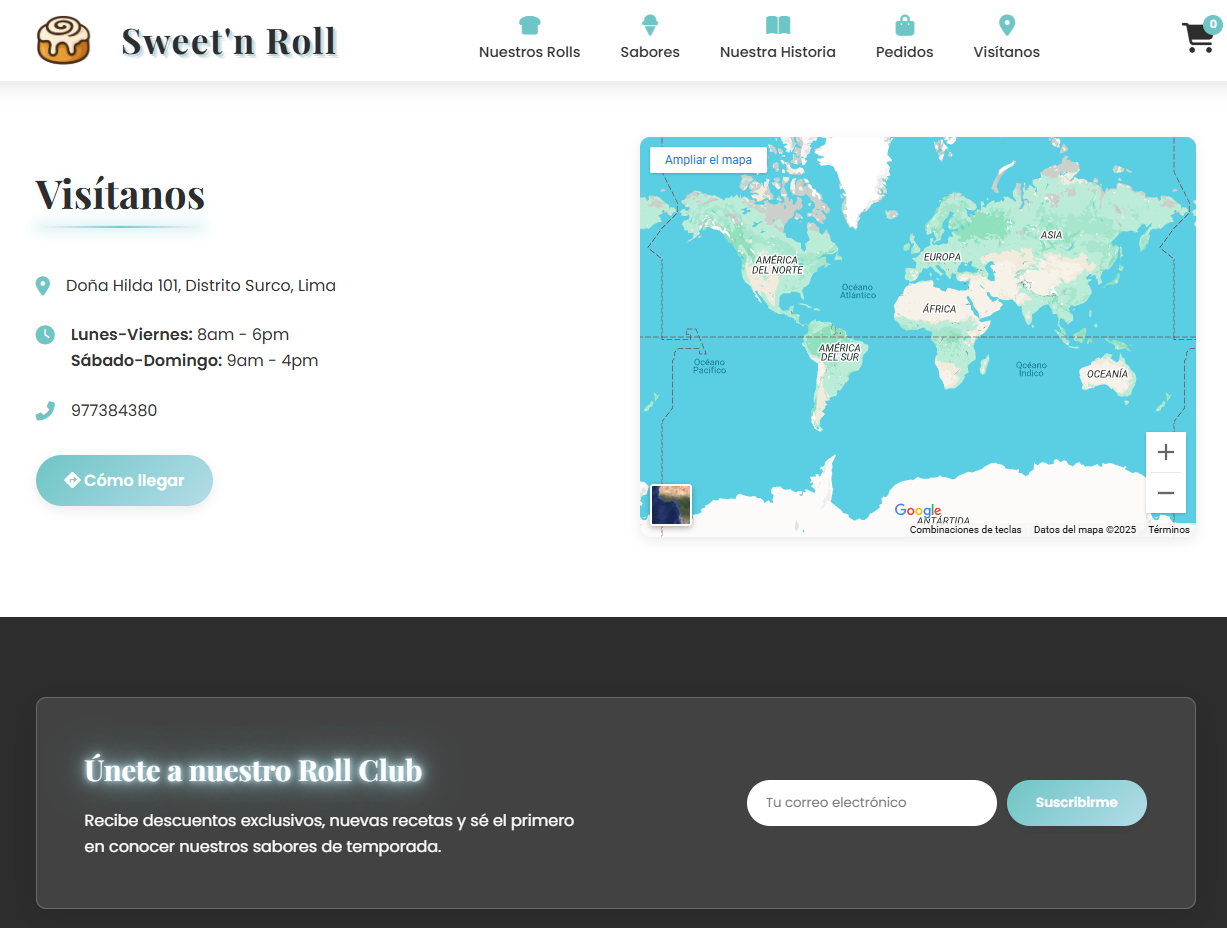 Sweet'n Roll
Nuestros Rolls
Sabores
Nuestra Historia
Pedidos
Visítanos
0
Visítanos
Doña Hilda 101, Distrito Surco, Lima
Lunes-Viernes: 8am - 6pm
Sábado-Domingo: 9am - 4pm
977384380
Cómo llegar
Ampliar el mapa
ASIA
EUROPA
AMÉRICA
DEL NORTE
Océano
Atlántico
ÁFRICA
AMÉRICA
DEL SUR
Océano
Pacífico
Océano
Índico
OCEANÍA
Google
ANTÁRTIDA
Combinaciones de teclas
Datos del mapa ©2025
Términos
Únete a nuestro Roll Club
Recibe descuentos exclusivos, nuevas recetas y sé el primero
en conocer nuestros sabores de temporada.
Tu correo electrónico
Suscribirme